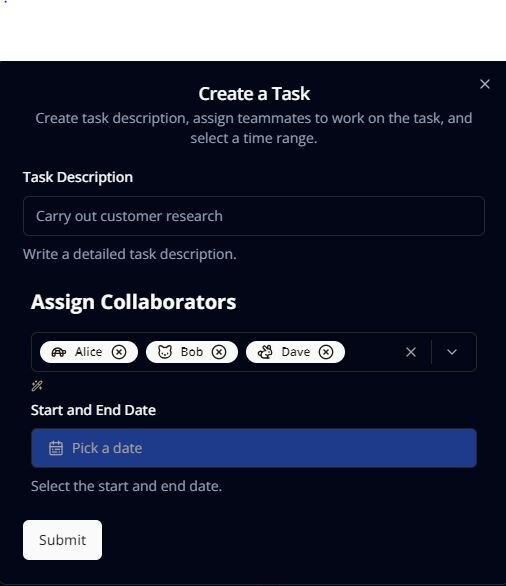 Create a Task
Create task description, assign teammates to work on the task, and
select a time range.
Task Description
Carry out customer research
Write a detailed task description.
Assign Collaborators
Alice Bob Dave
Start and End Date
Pick a date
Select the start and end date.
Submit